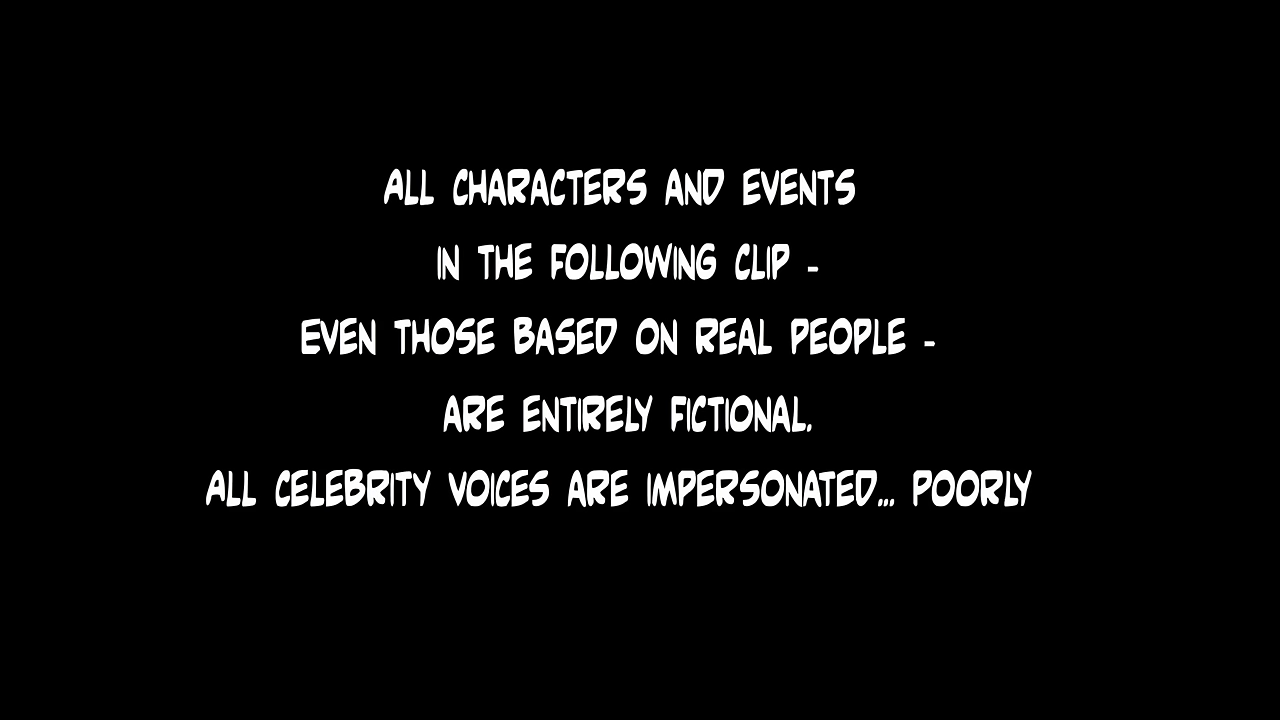 ALL CHARACTERS AND EVENTS
IN THE FOLLOWING CLIP -
EVEN THOSE BASED ON REAL PEOPLE -
ARE ENTIRELY FICTIONAL.
ALL CELEBRITY VOICES ARE IMPERSONATED... POORLY